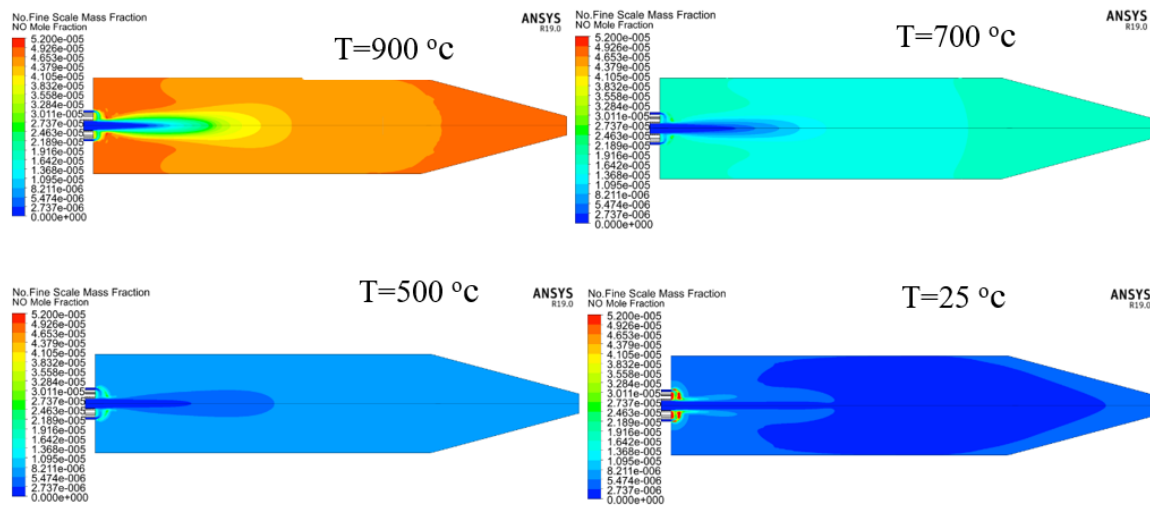 No.Fine Scale Mass Fraction
NO Mole Fraction
ANSYS
R19.0
T=900 °c
5.200e-005
4.926e-005
4.653e-005
4.379e-005
4.105e-005
3.832e-005
3.558e-005
3.284e-005
3.011e-005
2.737e-005
2.463e-005
2.189e-005
1.916e-005
1.642e-005
1.368e-005
1.095e-005
8.211e-006
5.474e-006
2.737e-006
0.000e+000
No.Fine Scale Mass Fraction
NO Mole Fraction
ANSYS
R19.0
T=700 °c
5.200e-005
4.926e-005
4.653e-005
4.379e-005
4.105e-005
3.832e-005
3.558e-005
3.284e-005
3.011e-005
2.737e-005
2.463e-005
2.189e-005
1.916e-005
1.642e-005
1.368e-005
1.095e-005
8.211e-006
5.474e-006
2.737e-006
0.000e+000
No.Fine Scale Mass Fraction
NO Mole Fraction
ANSYS
R19.0
T=500 °c
5.200e-005
4.926e-005
4.653e-005
4.379e-005
4.105e-005
3.832e-005
3.558e-005
3.284e-005
3.011e-005
2.737e-005
2.463e-005
2.189e-005
1.916e-005
1.642e-005
1.368e-005
1.095e-005
8.211e-006
5.474e-006
2.737e-006
0.000e+000
No.Fine Scale Mass Fraction
NO Mole Fraction
ANSYS
R19.0
T=25 °c
5.200e-005
4.926e-005
4.653e-005
4.379e-005
4.105e-005
3.832e-005
3.558e-005
3.284e-005
3.011e-005
2.737e-005
2.463e-005
2.189e-005
1.916e-005
1.642e-005
1.368e-005
1.095e-005
8.211e-006
5.474e-006
2.737e-006
0.000e+000